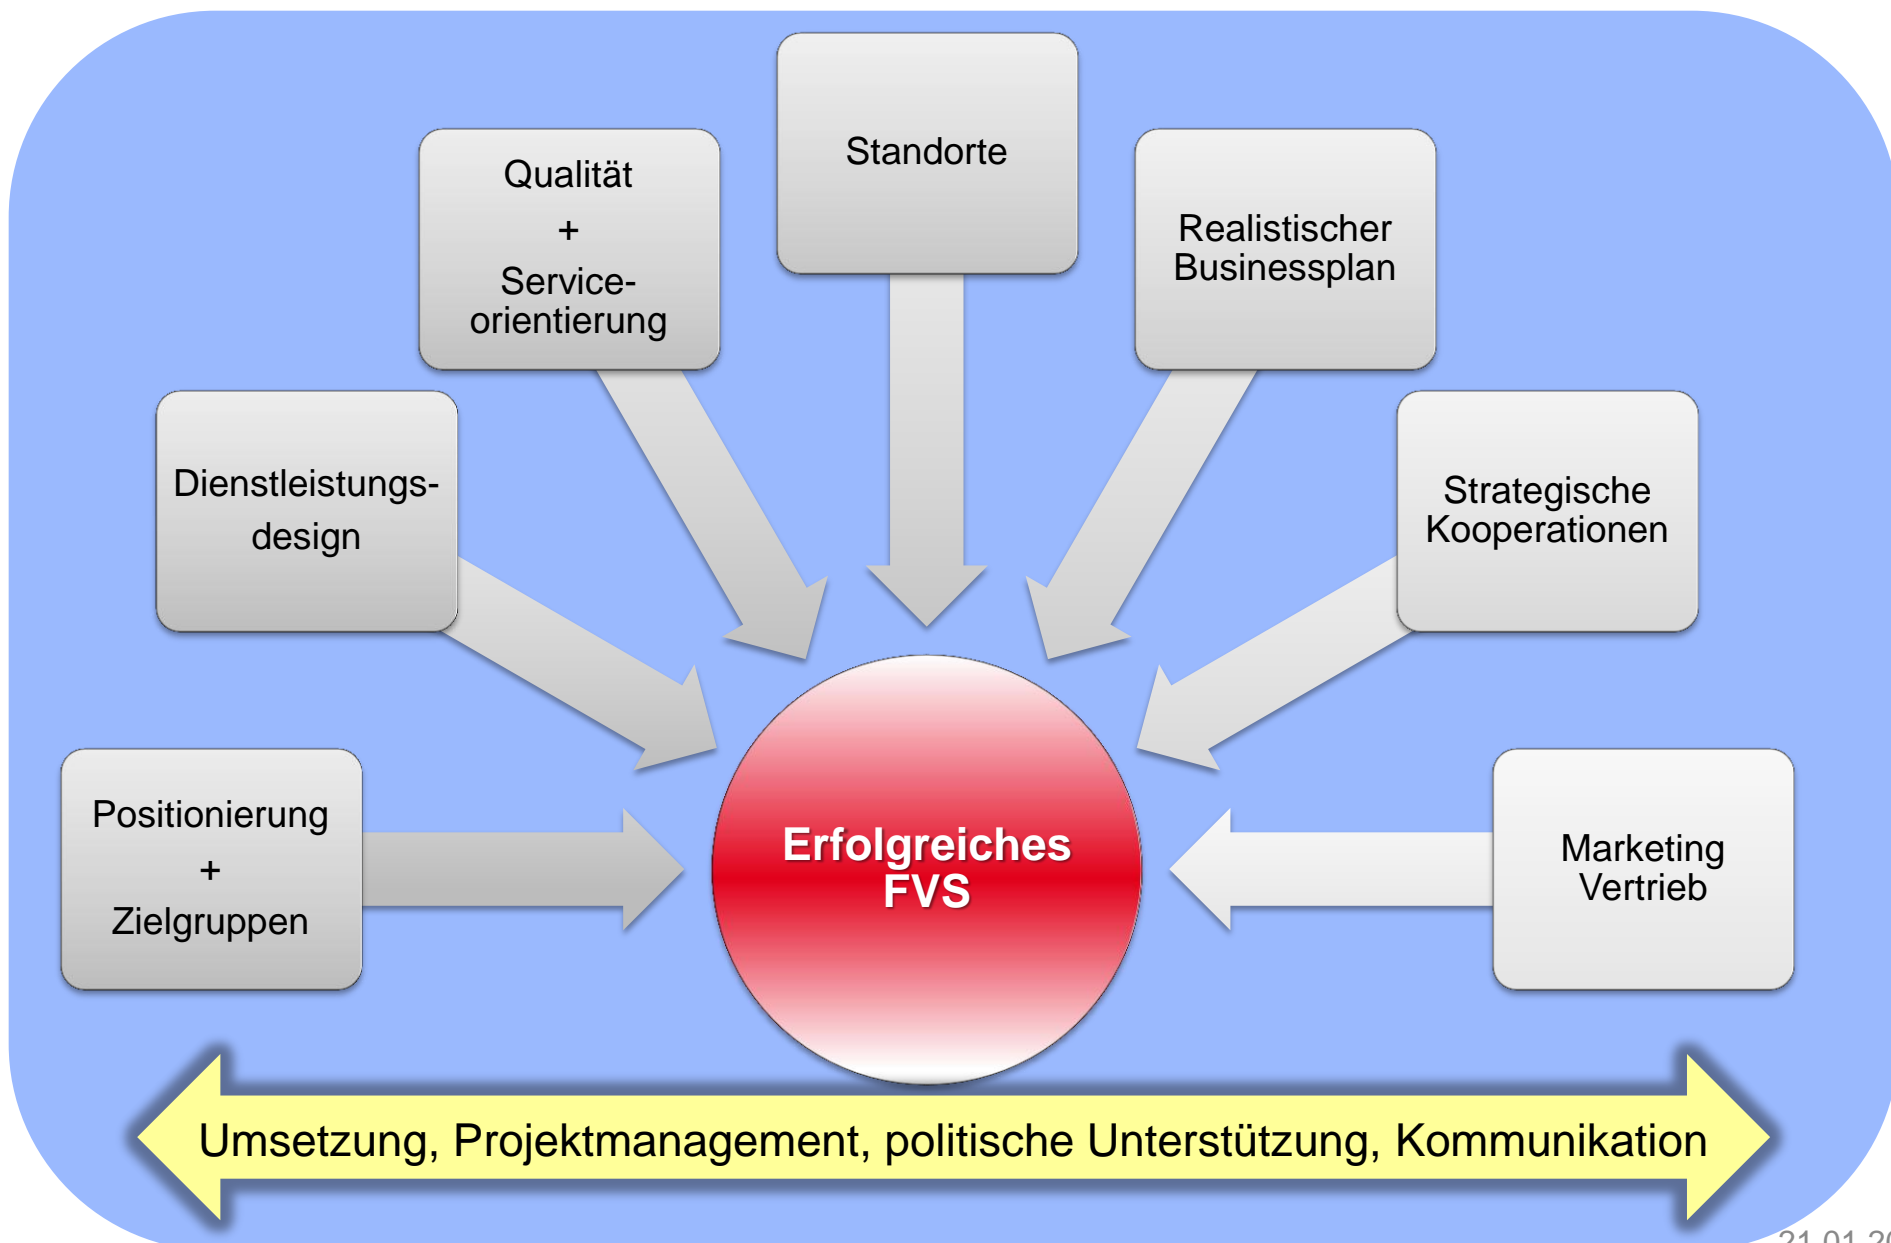 Standorte
Qualität
+
Service-
orientierung
Realistischer
Businessplan
Dienstleistungs-
design
Strategische
Kooperationen
Positionierung
+
Zielgruppen
Erfolgreiches
FVS
Marketing
Vertrieb
Umsetzung, Projektmanagement, politische Unterstützung, Kommunikation